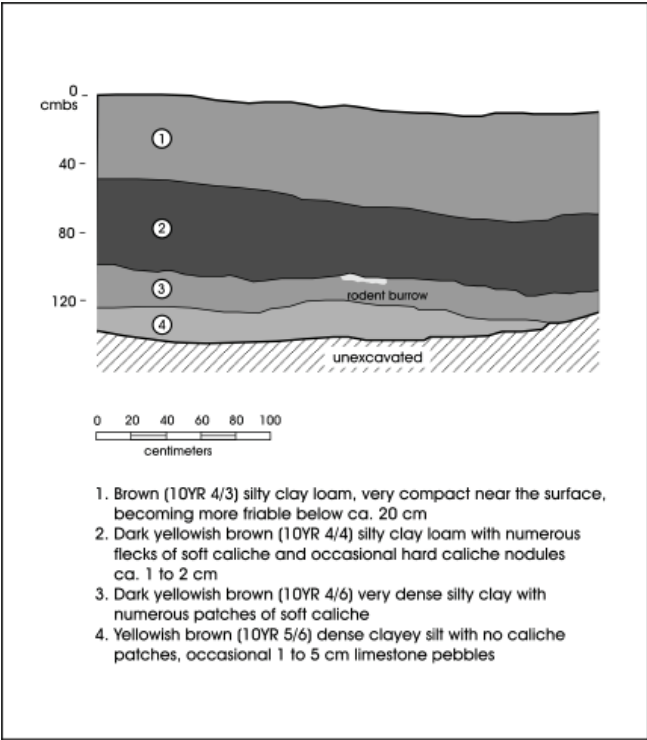 0
cmbs
1
40
2
80
3
rodent burrow
120
4
unexcavated
0 20 40 60 80 100
centimeters
1. Brown (10YR 4/3) silty clay loam, very compact near the surface,
becoming more friable below ca. 20 cm
2. Dark yellowish brown (10YR 4/4) silty clay loam with numerous
flecks of soft caliche and occasional hard caliche nodules
ca. 1 to 2 cm
3. Dark yellowish brown (10YR 4/6) very dense silty clay with
numerous patches of soft caliche
4. Yellowish brown (10YR 5/6) dense clayey silt with no caliche
patches, occasional 1 to 5 cm limestone pebbles